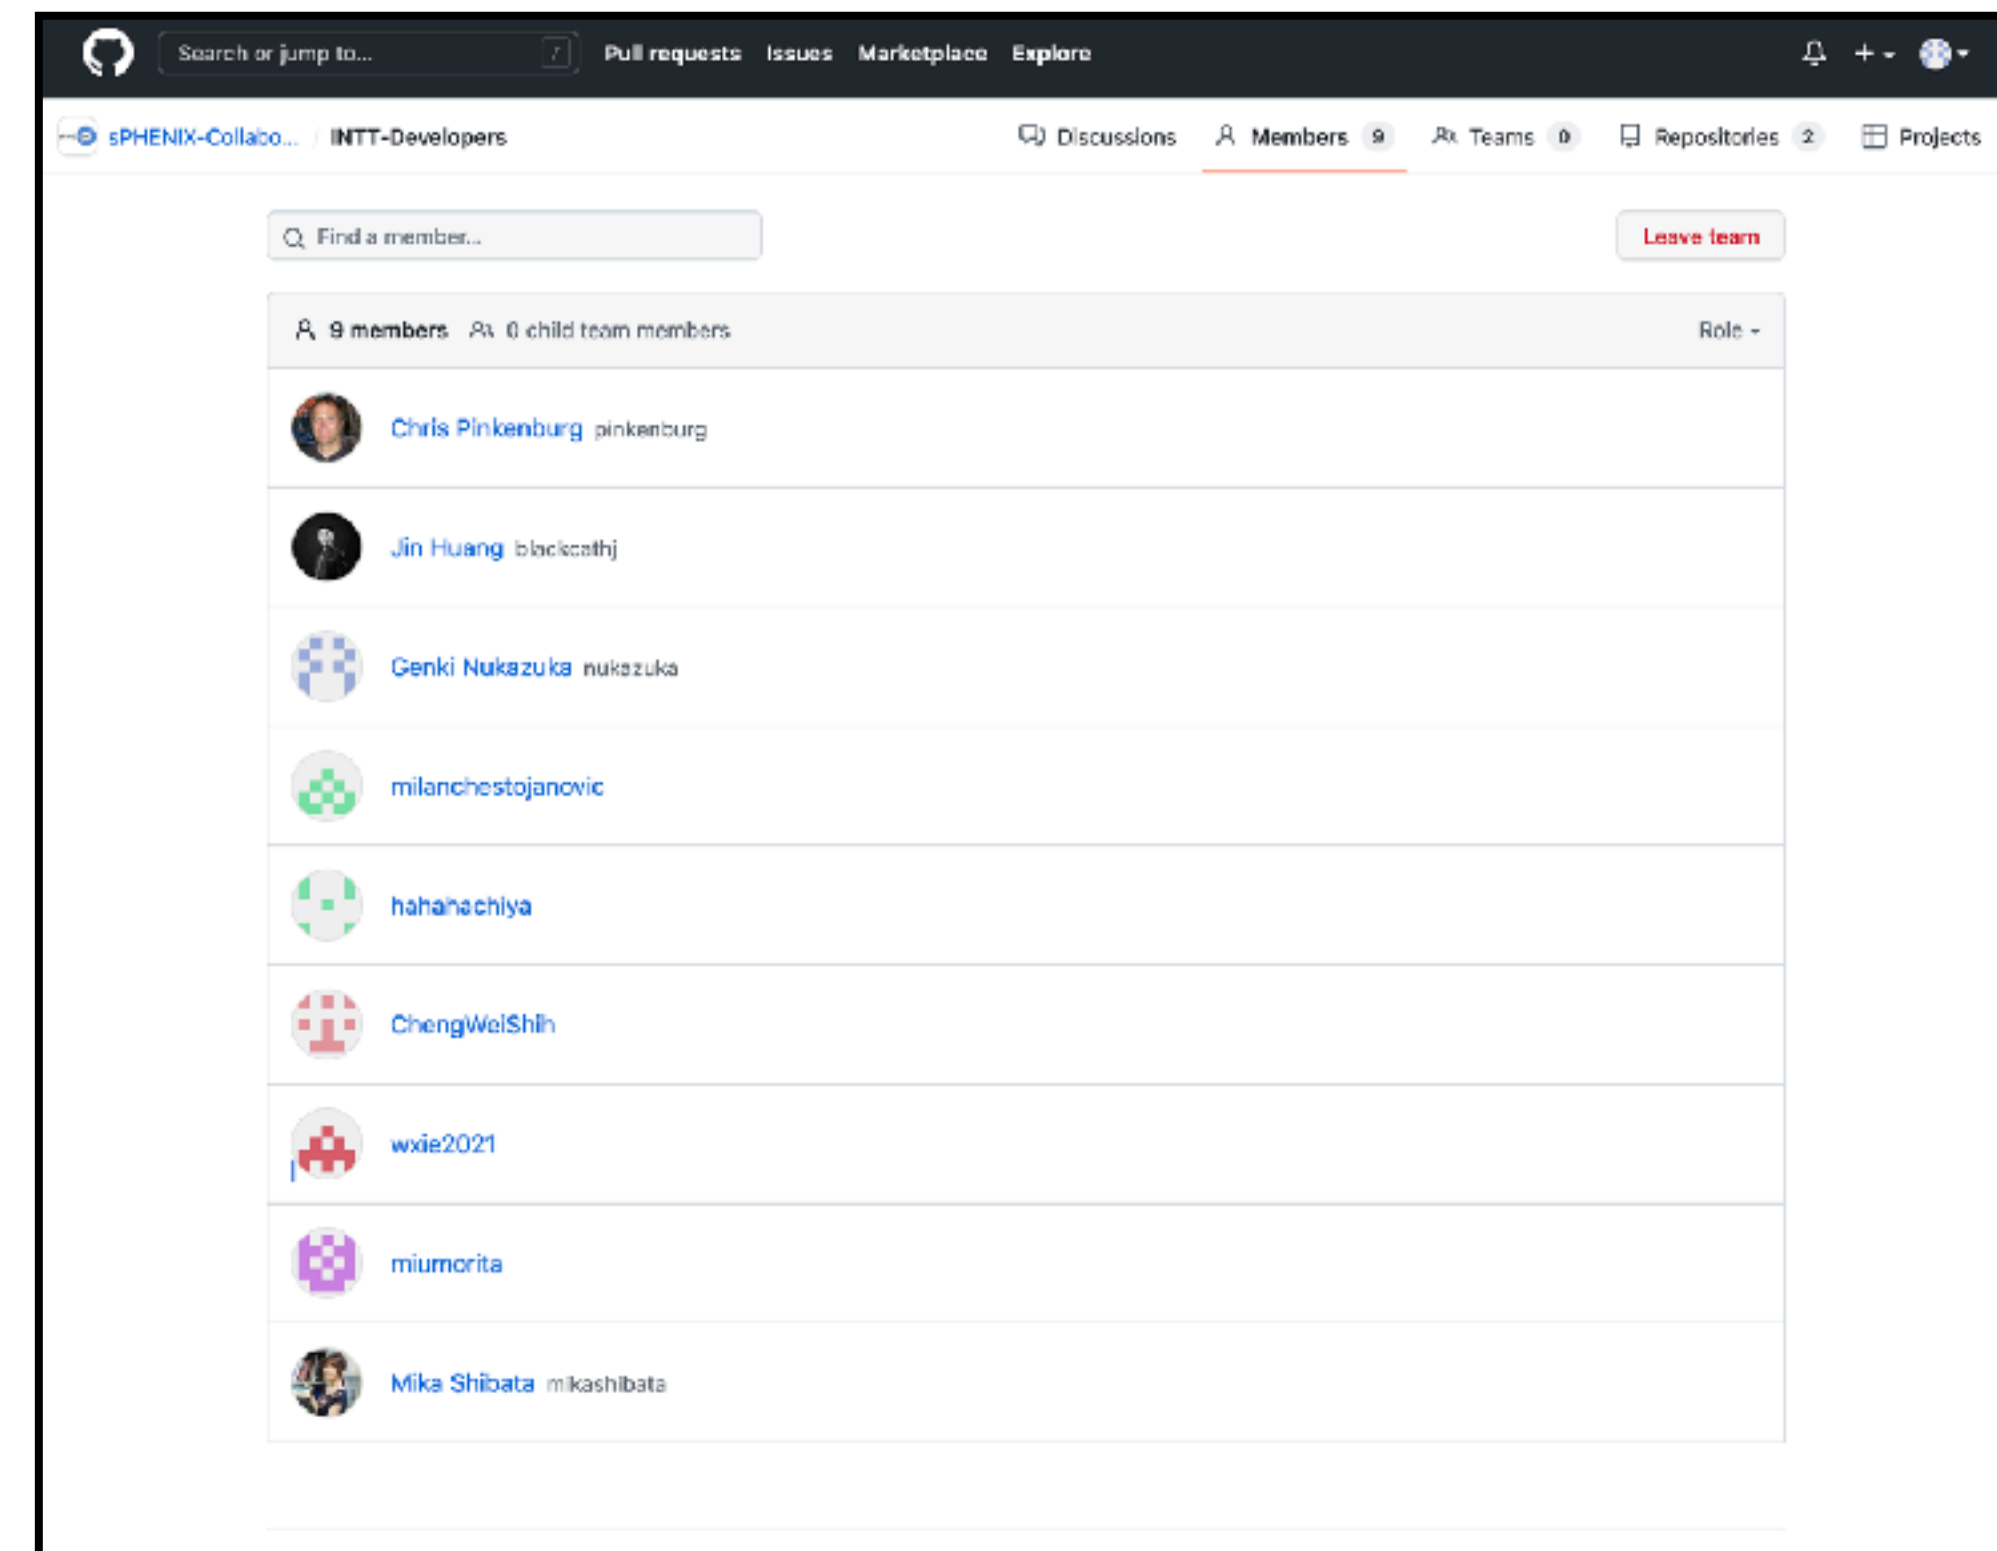 Search or jump to... / Pull requests Issues Marketplace Explore
sPHENIX-Collabo... / INTT-Developers Discussions Members 9 Teams 0 Repositories 2 Projects
Find a member... Leave team
9 members 0 child team members Role
Chris Pinkenburg pinkenburg
Jin Huang blackcathj
Genki Nukazuka nukazuka
milanchestojanovic
hahahachiya
ChengWeiShih
wxie2021
miumorita
Mika Shibata mikashibata